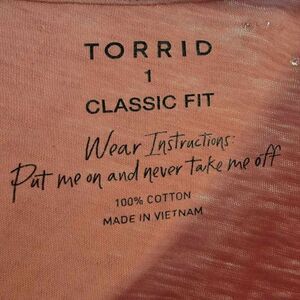 TORRID
1
CLASSIC FIT
Wear Instructions:
Put me on and never take me off
100% COTTON
MADE IN VIETNAM